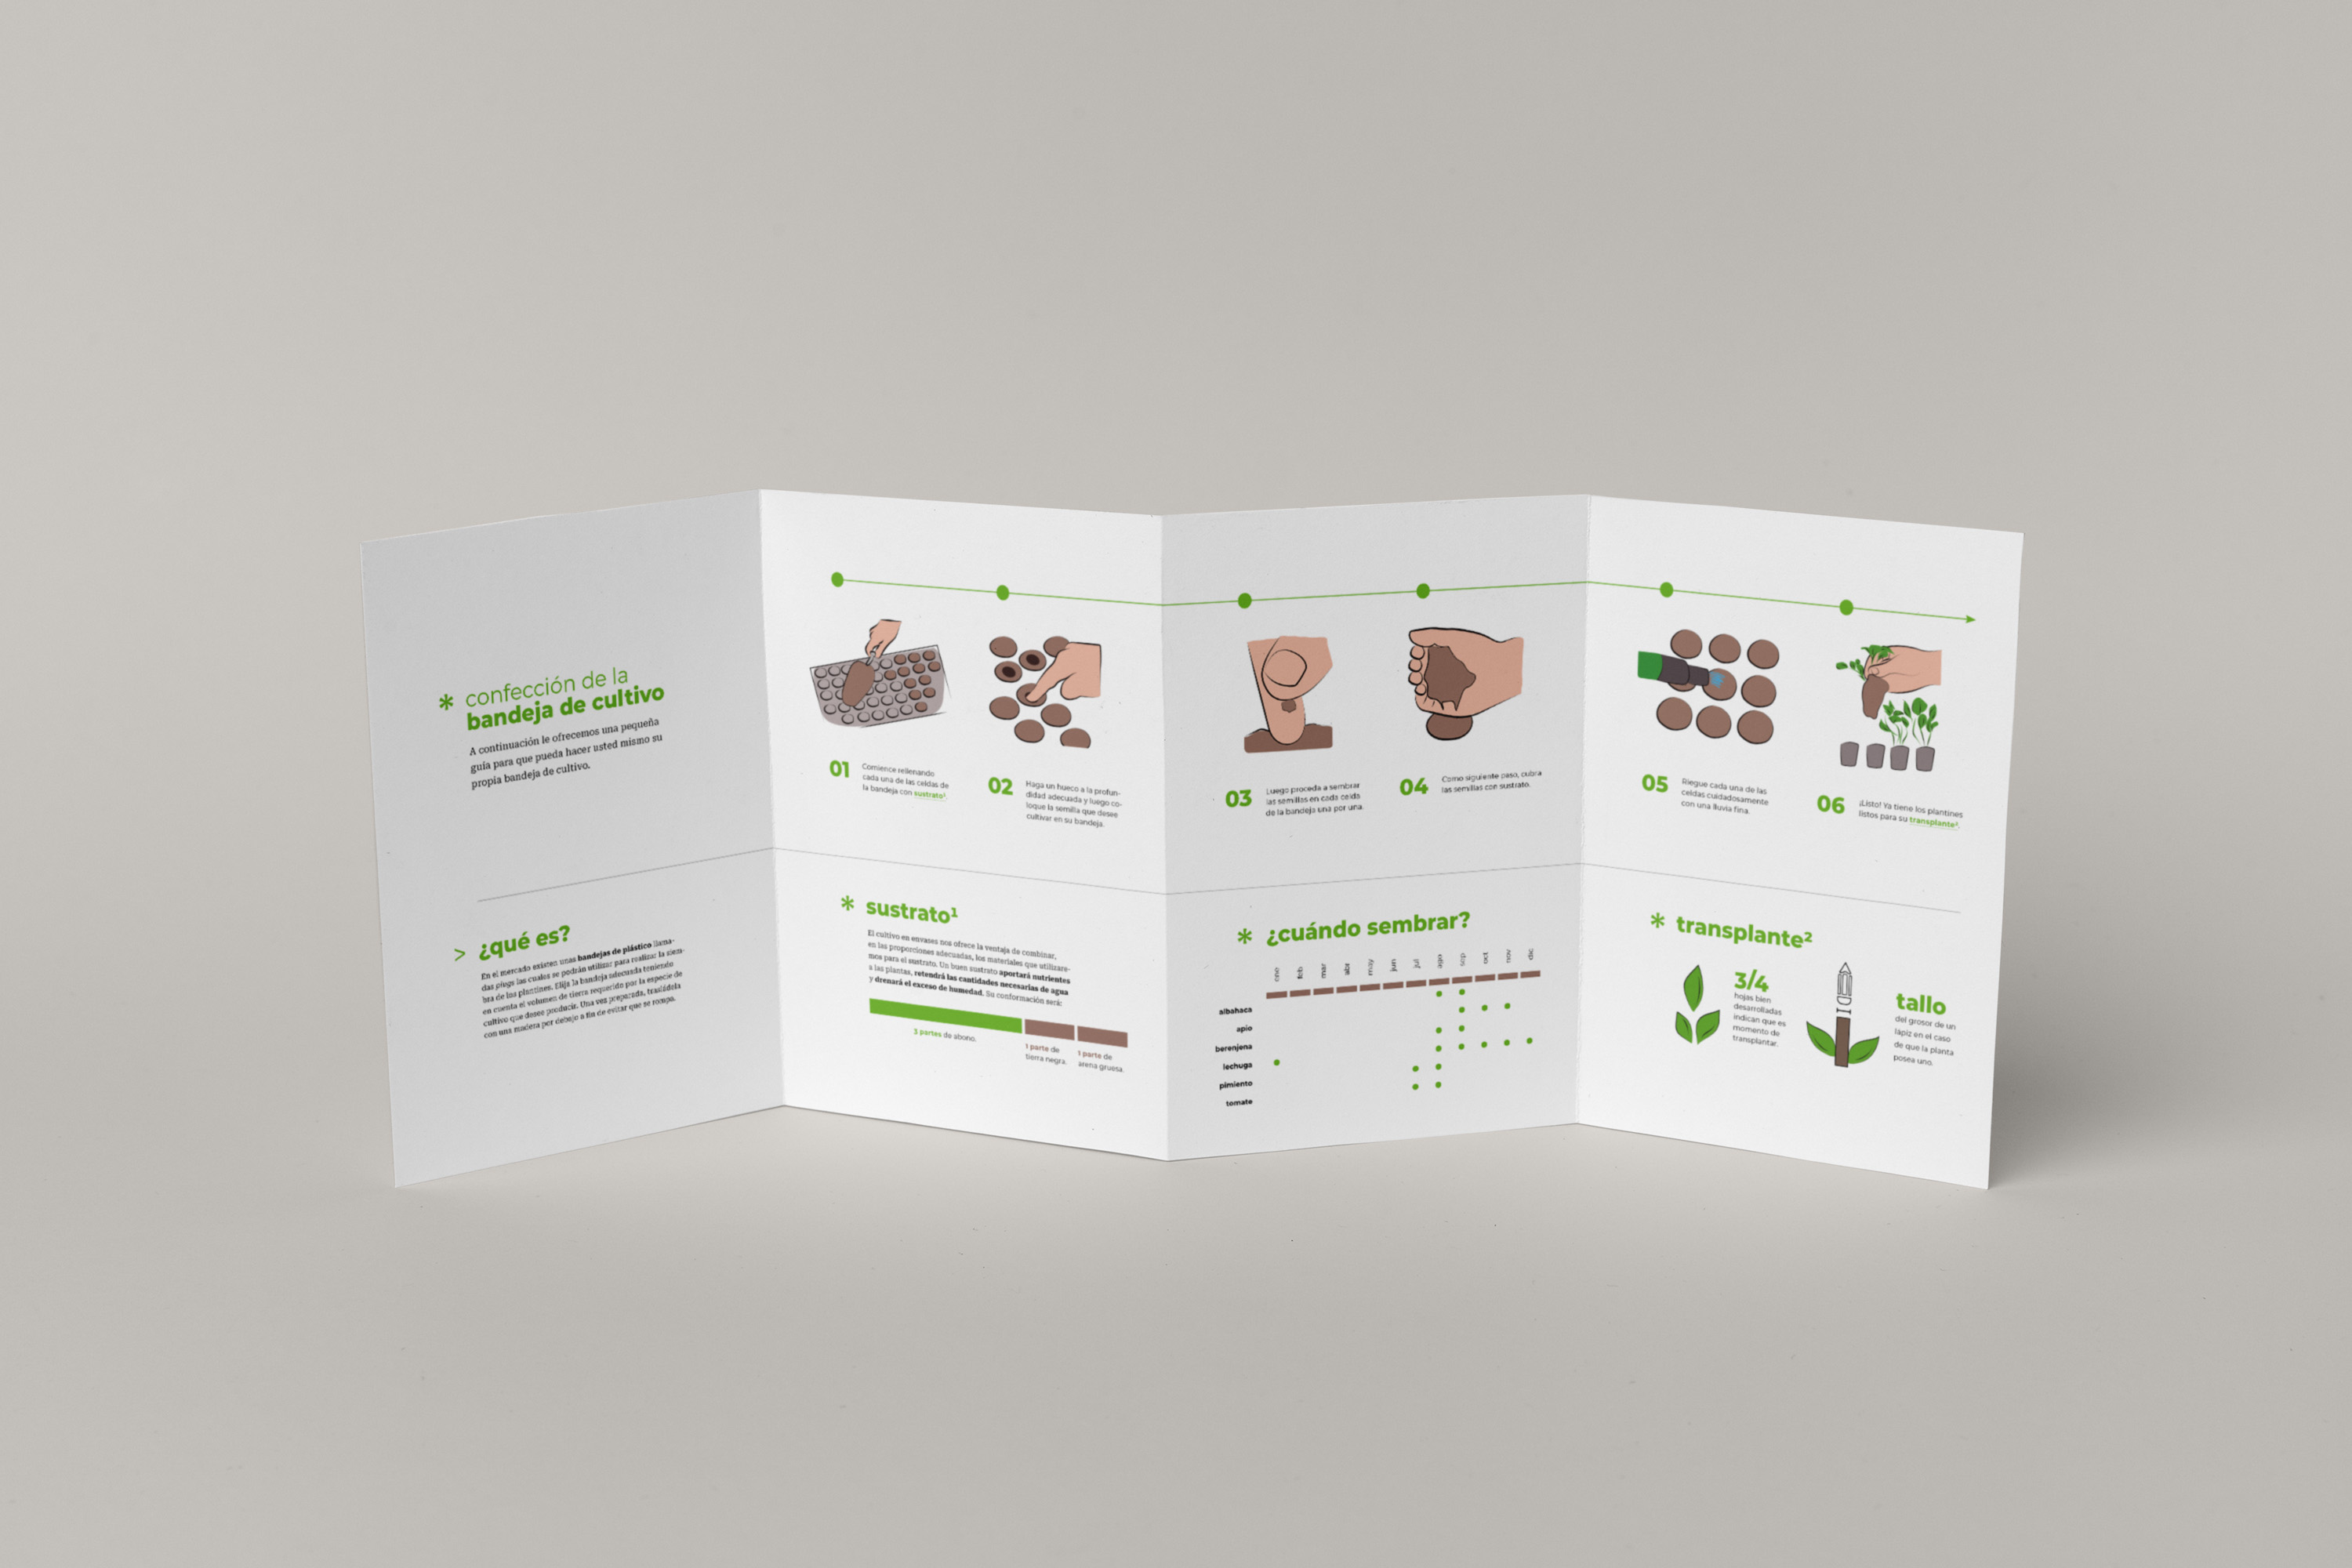 * confección de la
bandeja de cultivo
A continuación le ofrecemos una pequeña
guía para que pueda hacer usted mismo su
propia bandeja de cultivo.
> ¿qué es?
En el mercado existen unas bandejas de plástico llama-
das plugs las cuales se podrán utilizar para realizar la siem-
bra de los plantines. Elija la bandeja adecuada teniendo
en cuenta el volumen de tierra requerido por la especie de
cultivo que desee producir. Una vez preparada, trasládela
con una madera por debajo a fin de evitar que se rompa.
01
Comience rellenando
cada una de las celdas de
la bandeja con sustrato¹.
02
Haga un hueco a la profun-
didad adecuada y luego co-
loque la semilla que desee
cultivar en su bandeja.
03
Luego proceda a sembrar
las semillas en cada celda
de la bandeja una por una.
04
Como siguiente paso, cubra
las semillas con sustrato.
05
Riegue cada una de las
celdas cuidadosamente
con una lluvia fina.
06
¡Listo! Ya tiene los plantines
listos para su transplante².
* sustrato¹
El cultivo en envases nos ofrece la ventaja de combinar,
en las proporciones adecuadas, los materiales que utilizare-
mos para el sustrato. Un buen sustrato aportará nutrientes
a las plantas, retendrá las cantidades necesarias de agua
y drenará el exceso de humedad. Su conformación será:
3 partes de abono.
1 parte de
tierra negra.
1 parte de
arena gruesa.
* ¿cuándo sembrar?
ene feb mar abr may jun jul ago sep oct nov dic
albahaca
apio
berenjena
lechuga
pimiento
tomate
* transplante²
3/4
hojas bien
desarrolladas
indican que es
momento de
transplantar.
tallo
del grosor de un
lápiz en el caso
de que la planta
posea uno.